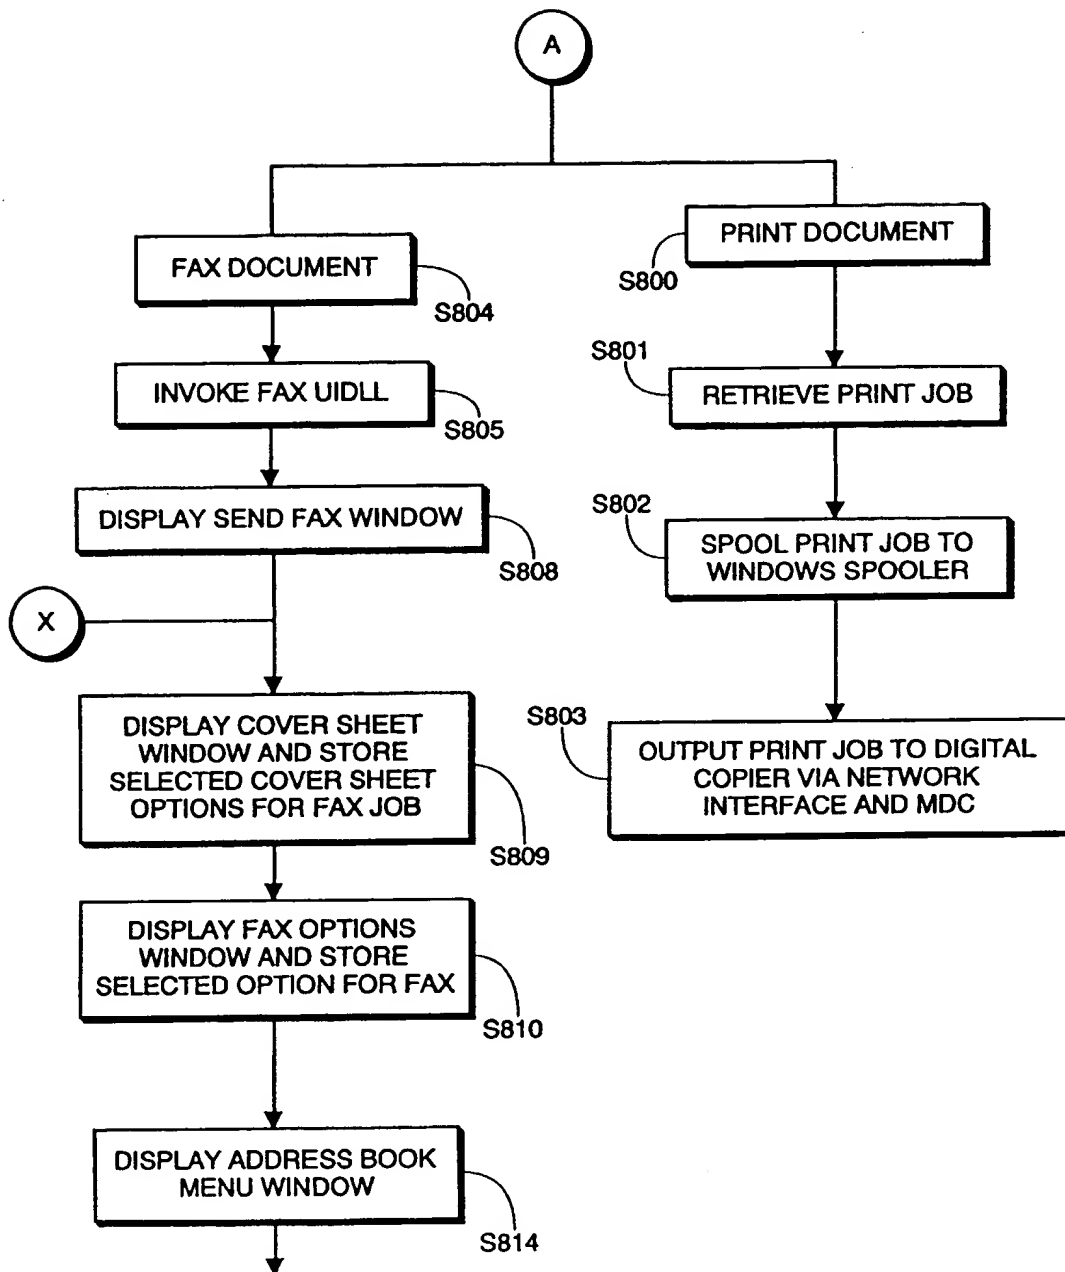 A
FAX DOCUMENT
S804
INVOKE FAX UIDLL
S805
DISPLAY SEND FAX WINDOW
S808
X
DISPLAY COVER SHEET
WINDOW AND STORE
SELECTED COVER SHEET
OPTIONS FOR FAX JOB
S809
DISPLAY FAX OPTIONS
WINDOW AND STORE
SELECTED OPTION FOR FAX
S810
DISPLAY ADDRESS BOOK
MENU WINDOW
S814
PRINT DOCUMENT
S800
S801
RETRIEVE PRINT JOB
S802
SPOOL PRINT JOB TO
WINDOWS SPOOLER
S803
OUTPUT PRINT JOB TO DIGITAL
COPIER VIA NETWORK
INTERFACE AND MDC